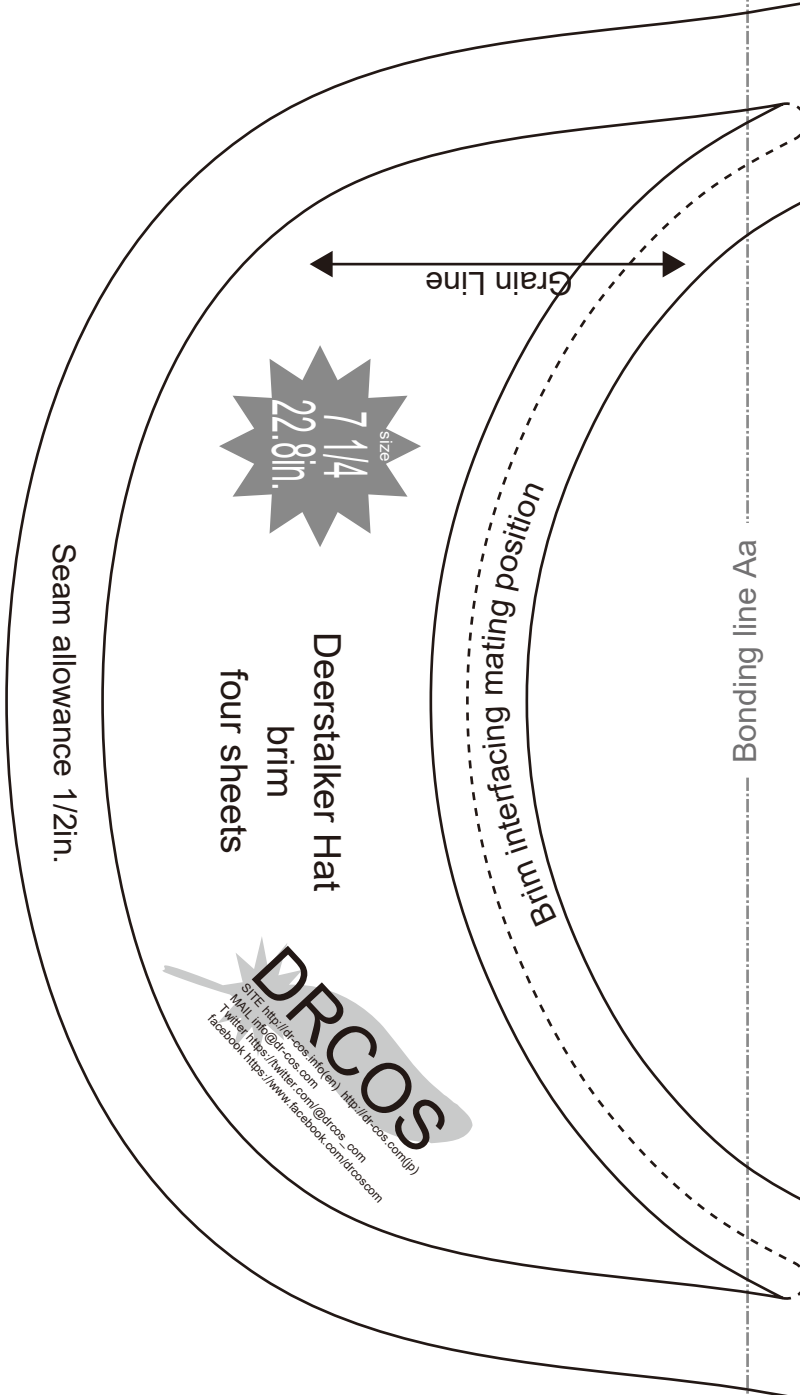 Grain Line
size
7 1/4
22.8in.
Brim interfacing mating position
Bonding line Aa
Seam allowance 1/2in.
Deerstalker Hat
brim
four sheets
DRCOS
SITE http://dr-cos.info(en) http://dr-cos.com(jp)
MAIL info@dr-cos.com
Twitter https://twitter.com/@drcos_com
facebook https://www.facebook.com/drcoscom